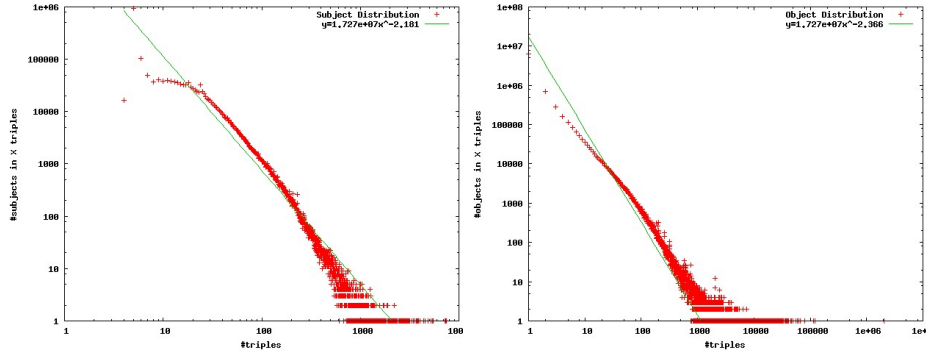 1e+06
100000
10000
1000
100
10
1
1
10
100
1000
#subjects in X triples
#triples
Subject Distribution
y=1.727e+07x^-2.181
1e+08
1e+07
1e+06
100000
10000
1000
100
10
1
1
10
100
1000
10000
100000
1e+06
#objects in X triples
#triples
Object Distribution
y=1.727e+07x^-2.366